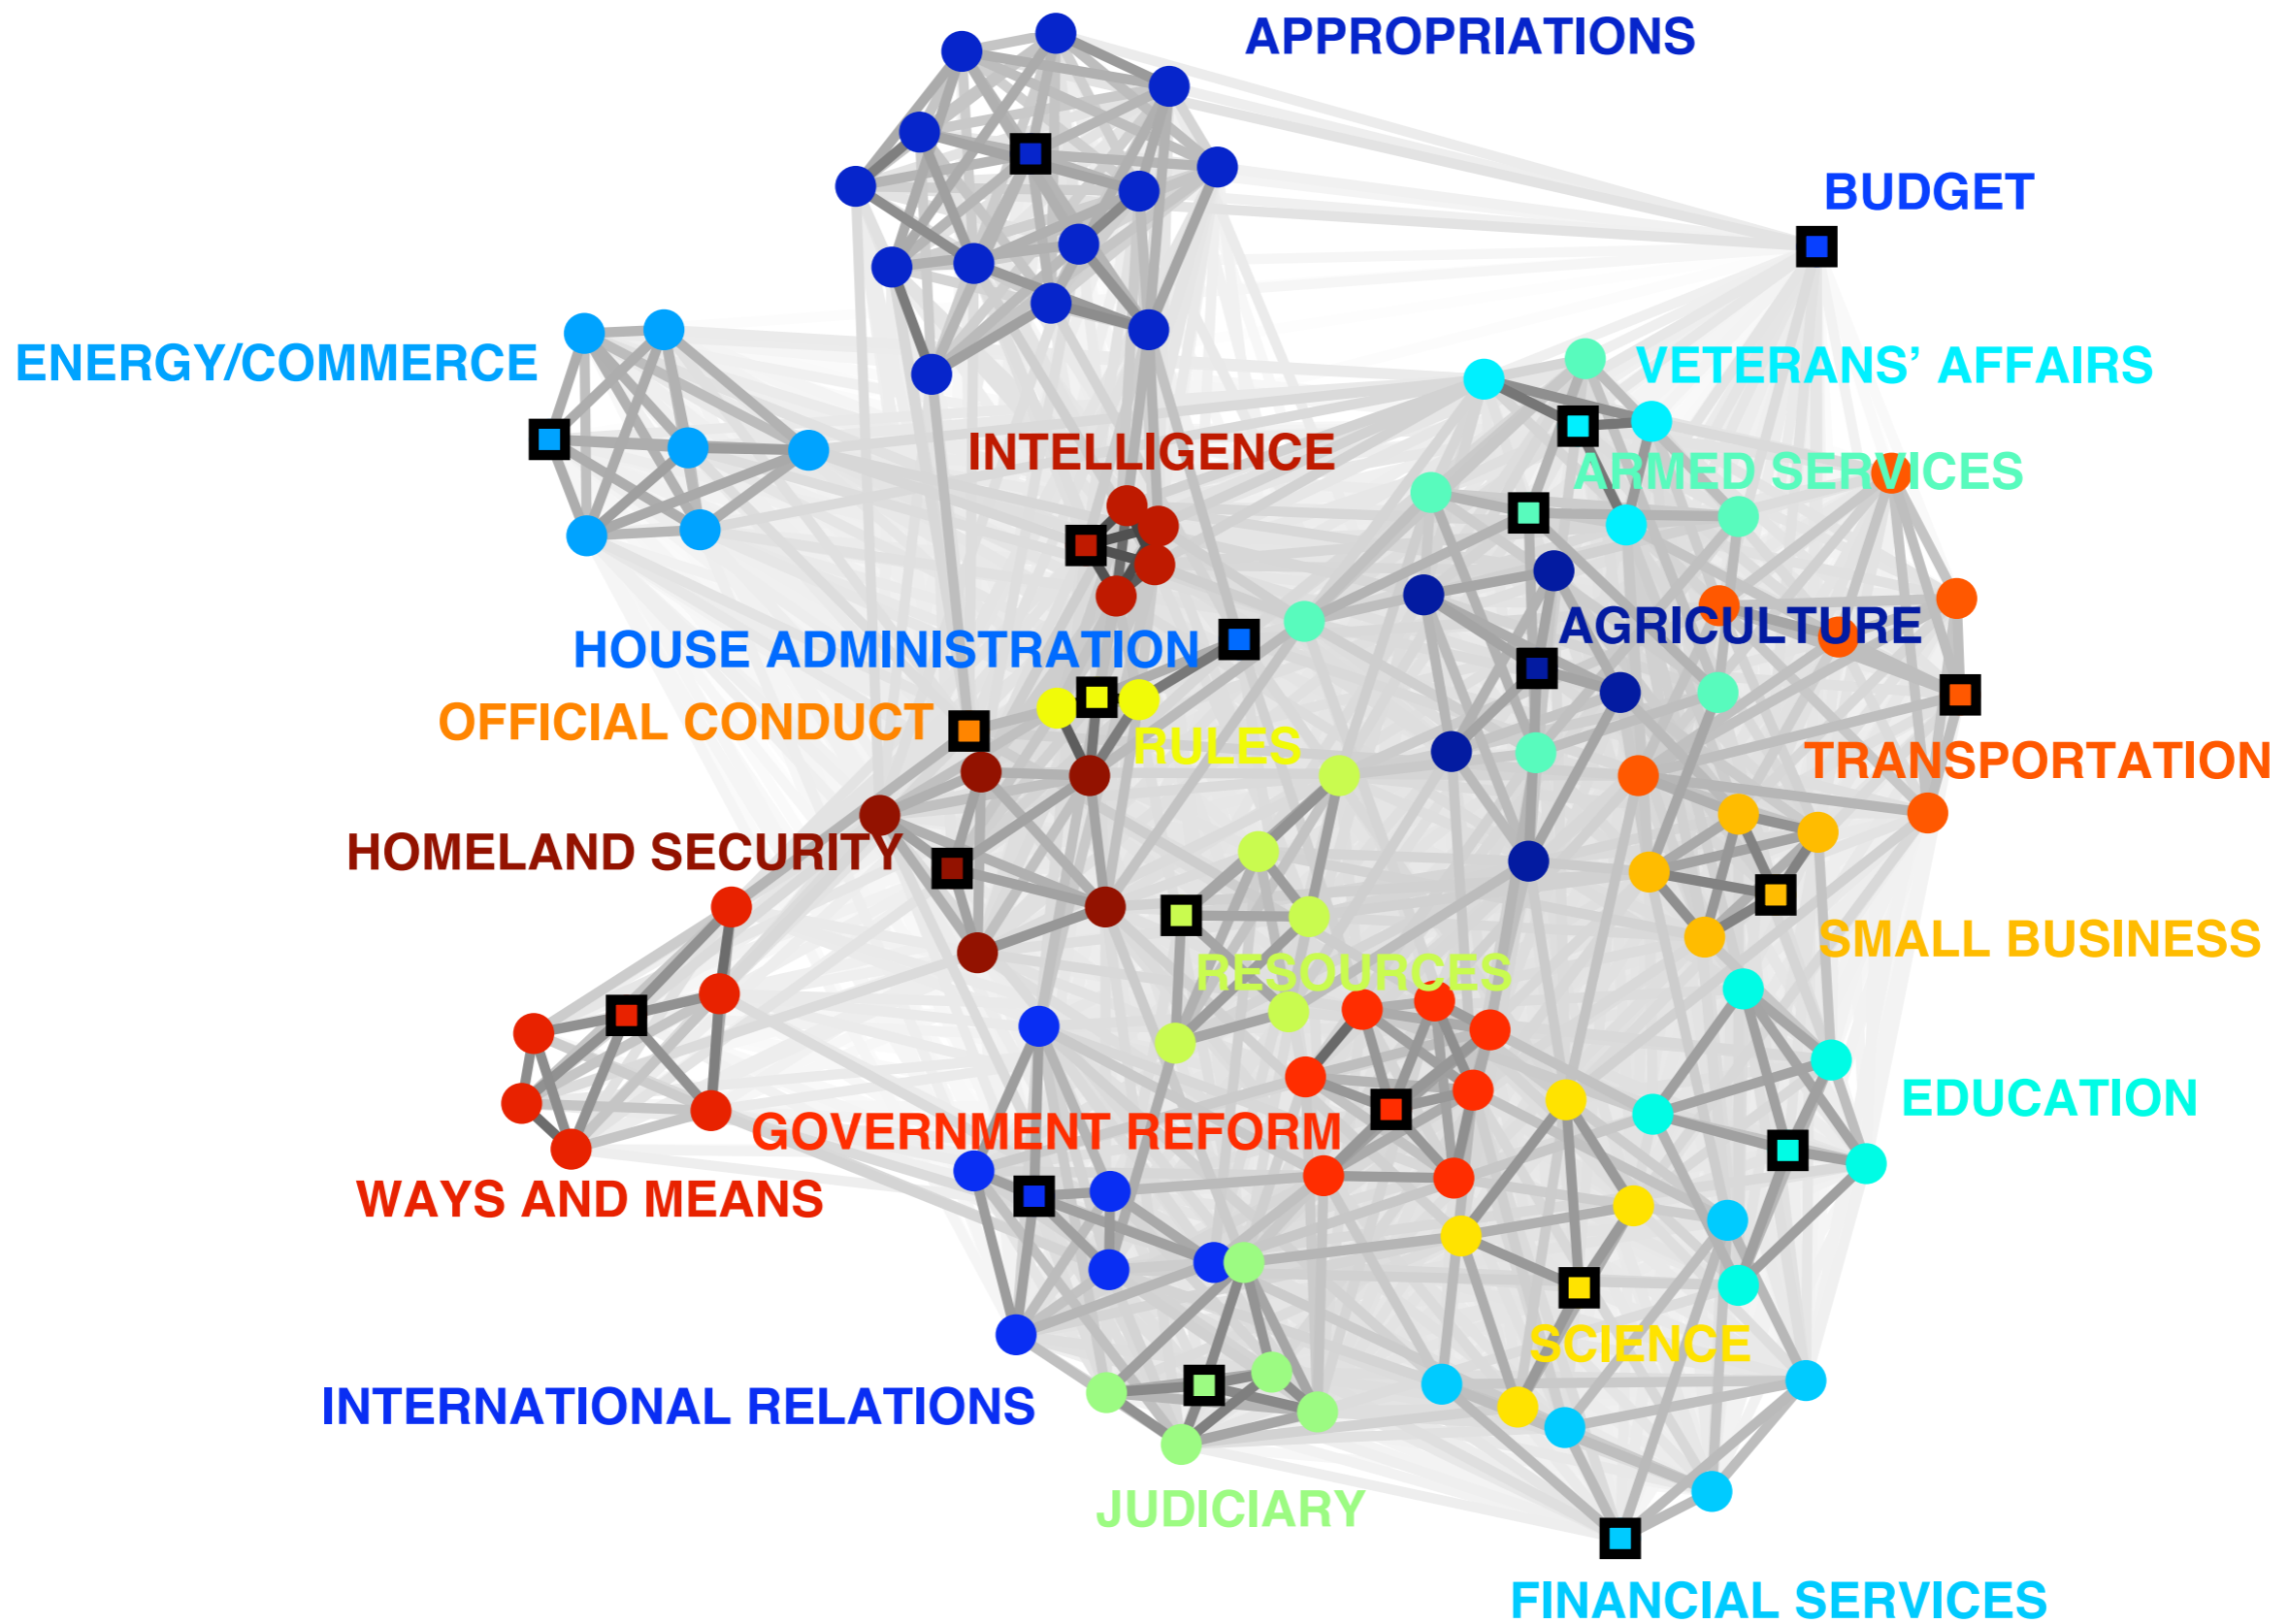 APPROPRIATIONS
BUDGET
ENERGY/COMMERCE
VETERANS’ AFFAIRS
INTELLIGENCE
ARMED SERVICES
AGRICULTURE
HOUSE ADMINISTRATION
OFFICIAL CONDUCT
RULES
TRANSPORTATION
HOMELAND SECURITY
SMALL BUSINESS
RESOURCES
EDUCATION
GOVERNMENT REFORM
WAYS AND MEANS
SCIENCE
INTERNATIONAL RELATIONS
JUDICIARY
FINANCIAL SERVICES